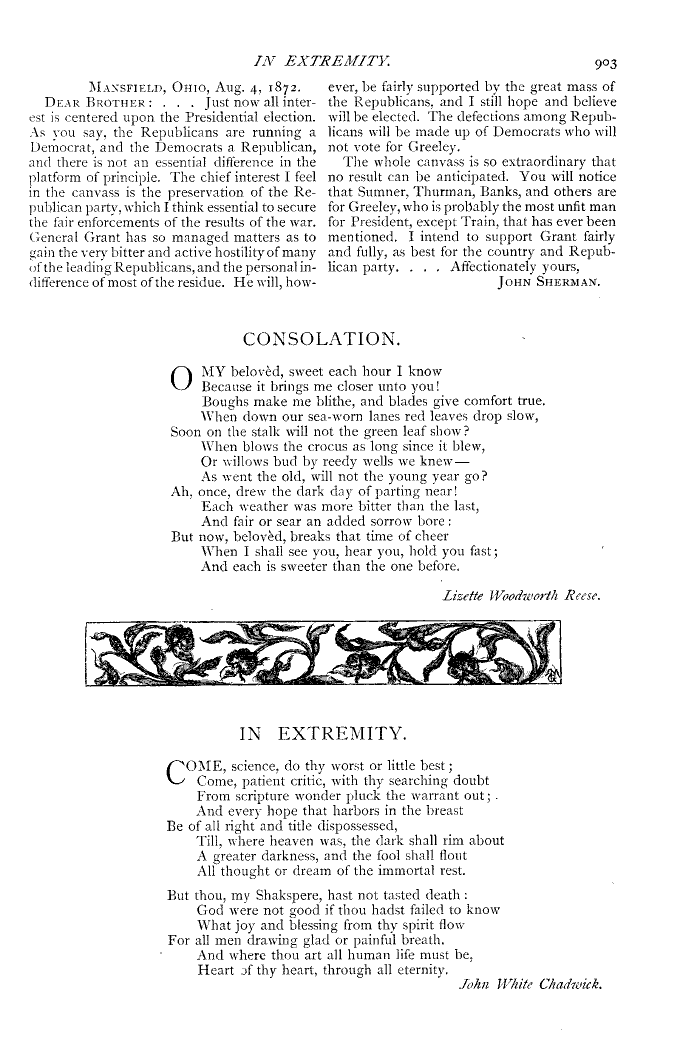 IN EXTREMITY.
903
MANSFIELD, OHIO, Aug. 4, 1872.
DEAR BROTHER: . . . Just now all inter-
est is centered upon the Presidential election.
As you say, the Republicans are running a
Democrat, and the Democrats a Republican,
and there is not an essential difference in the
platform of principle. The chief interest I feel
in the canvass is the preservation of the Re-
publican party, which I think essential to secure
the fair enforcements of the results of the war.
General Grant has so managed matters as to
gain the very bitter and active hostility of many
of the leading Republicans, and the personal in-
difference of most of the residue. He will, how-
ever, be fairly supported by the great mass of
the Republicans, and I still hope and believe
will be elected. The defections among Repub-
licans will be made up of Democrats who will
not vote for Greeley.
The whole canvass is so extraordinary that
no result can be anticipated. You will notice
that Sumner, Thurman, Banks, and others are
for Greeley, who is probably the most unfit man
for President, except Train, that has ever been
mentioned. I intend to support Grant fairly
and fully, as best for the country and Repub-
lican party. . . . Affectionately yours,
JOHN SHERMAN.
CONSOLATION.
O MY belovèd, sweet each hour I know
Because it brings me closer unto you!
Boughs make me blithe, and blades give comfort true.
When down our sea-worn lanes red leaves drop slow,
Soon on the stalk will not the green leaf show?
When blows the crocus as long since it blew,
Or willows bud by reedy wells we knew—
As went the old, will not the young year go?
Ah, once, drew the dark day of parting near!
Each weather was more bitter than the last,
And fair or sear an added sorrow bore:
But now, belovèd, breaks that time of cheer
When I shall see you, hear you, hold you fast;
And each is sweeter than the one before.
Lizette Woodworth Reese.
IN EXTREMITY.
COME, science, do thy worst or little best;
Come, patient critic, with thy searching doubt
From scripture wonder pluck the warrant out;
And every hope that harbors in the breast
Be of all right and title dispossessed,
Till, where heaven was, the dark shall rim about
A greater darkness, and the fool shall flout
All thought or dream of the immortal rest.
But thou, my Shakspere, hast not tasted death:
God were not good if thou hadst failed to know
What joy and blessing from thy spirit flow
For all men drawing glad or painful breath.
And where thou art all human life must be,
Heart of thy heart, through all eternity.
John White Chadwick.